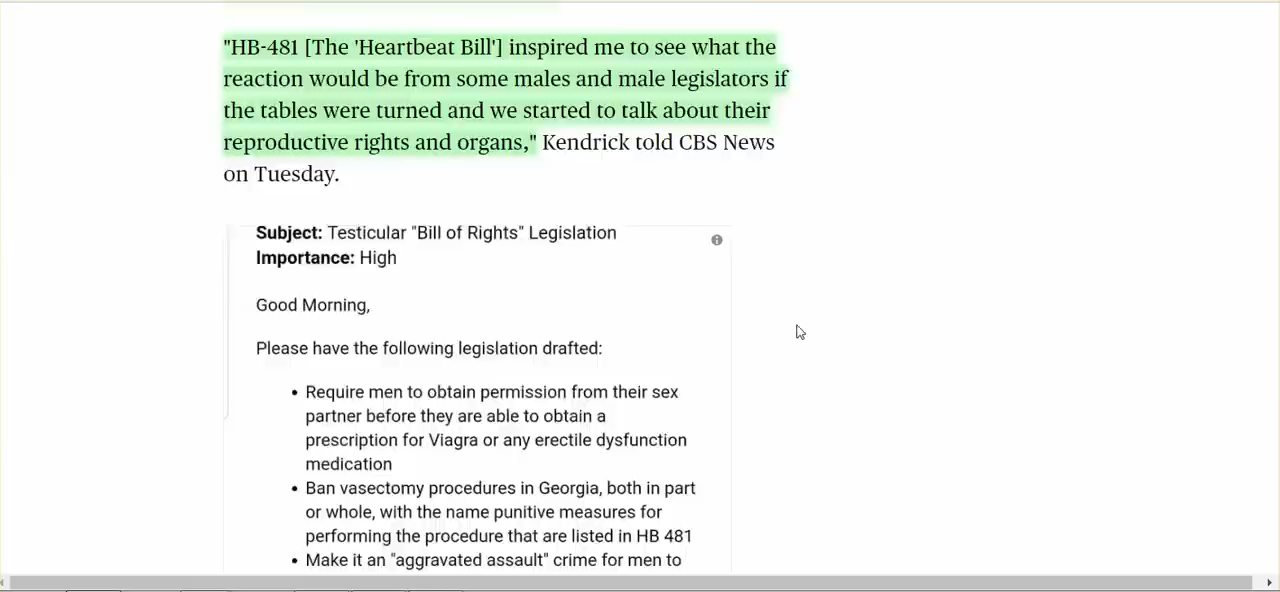 "HB-481 [The 'Heartbeat Bill'] inspired me to see what the
reaction would be from some males and male legislators if
the tables were turned and we started to talk about their
reproductive rights and organs," Kendrick told CBS News
on Tuesday.
Subject: Testicular "Bill of Rights" Legislation
Importance: High
Good Morning,
Please have the following legislation drafted:
• Require men to obtain permission from their sex
partner before they are able to obtain a
prescription for Viagra or any erectile dysfunction
medication
• Ban vasectomy procedures in Georgia, both in part
or whole, with the name punitive measures for
performing the procedure that are listed in HB 481
• Make it an "aggravated assault" crime for men to